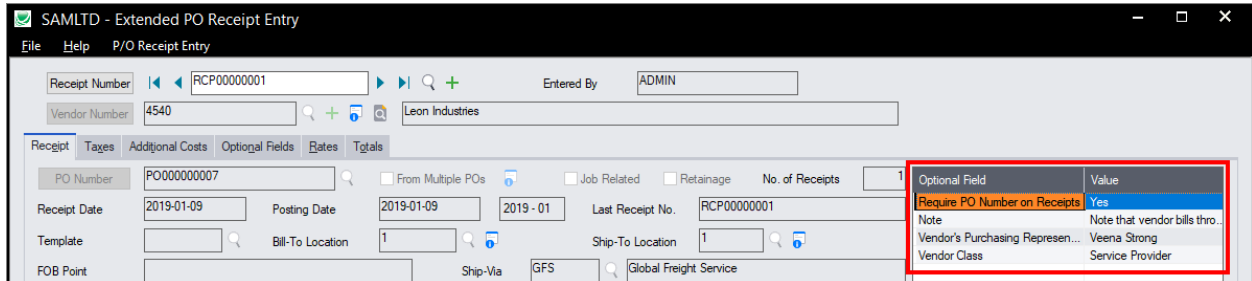 SAMLTD - Extended PO Receipt Entry
File Help P/O Receipt Entry
Receipt Number RCP00000001 Entered By ADMIN
Vendor Number 4540 Leon Industries
Receipt Taxes Additional Costs Optional Fields Rates Totals
PO Number PO000000007 From Multiple POs Job Related Retainage No. of Receipts 1 Optional Field Value
Require PO Number on Receipts Yes
Receipt Date 2019-01-09 Posting Date 2019-01-09 2019 - 01 Last Receipt No. RCP00000001 Note Note that vendor bills thro...
Vendor's Purchasing Represen... Veena Strong
Template Bill-To Location 1 Ship-To Location 1 Vendor Class Service Provider
FOB Point Ship-Via GFS Global Freight Service